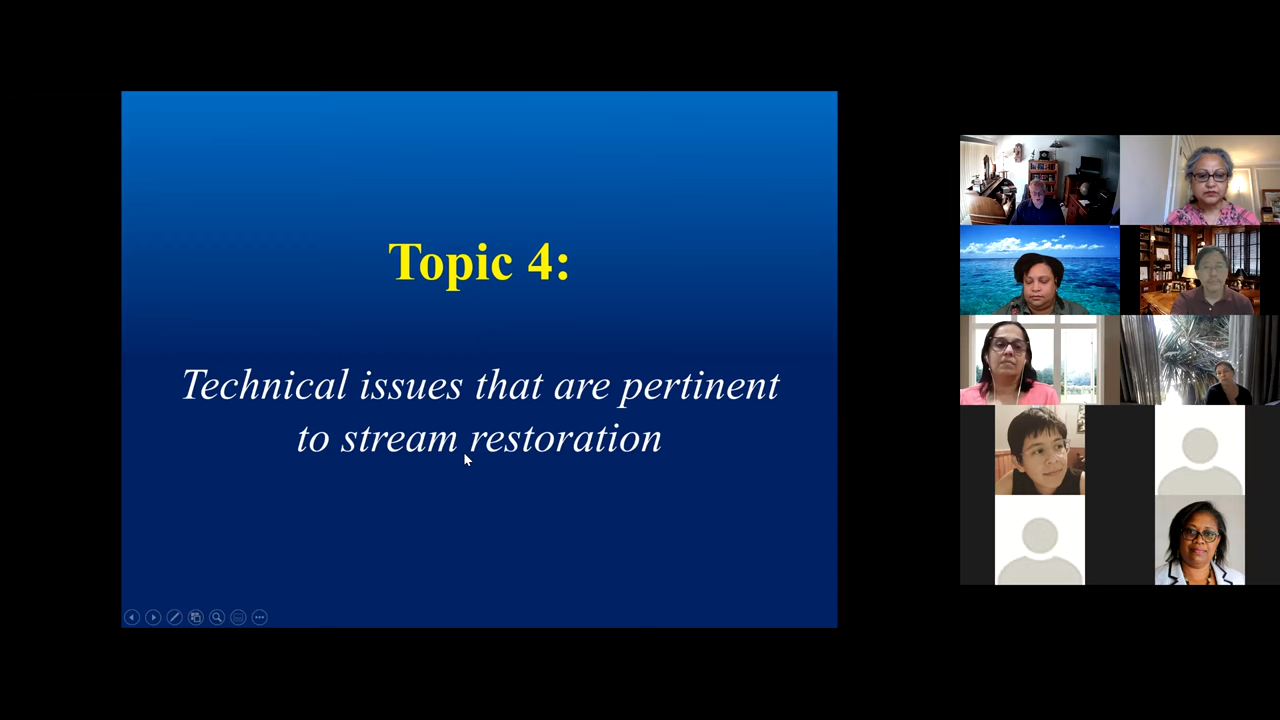 Topic 4:
Technical issues that are pertinent
to stream restoration